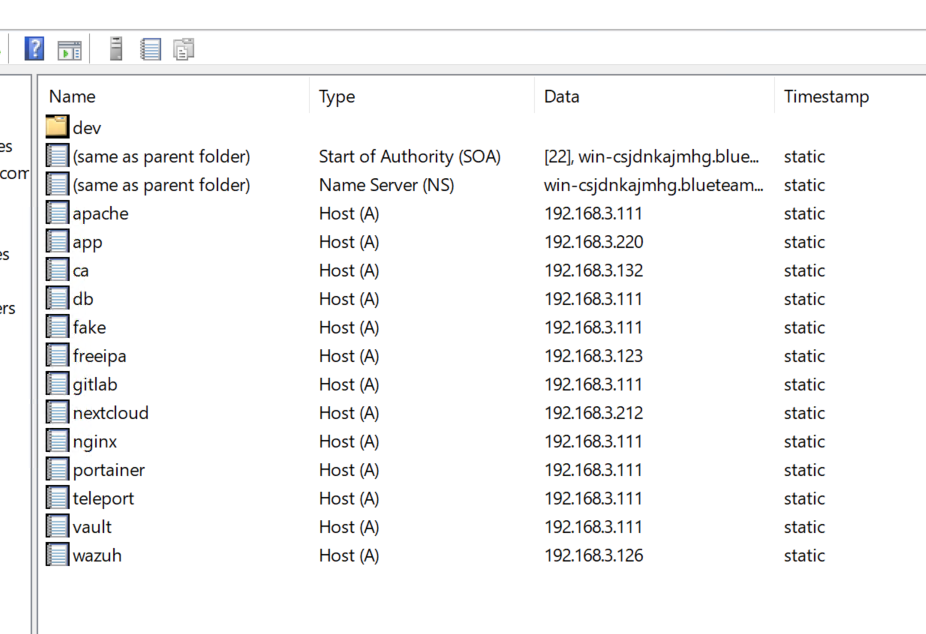 Name Type Data Timestamp
dev
(same as parent folder) Start of Authority (SOA) [22], win-csjdnkajmhg.blue... static
es
com
(same as parent folder) Name Server (NS) win-csjdnkajmhg.blueteam... static
apache Host (A) 192.168.3.111 static
app Host (A) 192.168.3.220 static
es
ca Host (A) 192.168.3.132 static
db Host (A) 192.168.3.111 static
ers
fake Host (A) 192.168.3.111 static
freeipa Host (A) 192.168.3.123 static
gitlab Host (A) 192.168.3.111 static
nextcloud Host (A) 192.168.3.212 static
nginx Host (A) 192.168.3.111 static
portainer Host (A) 192.168.3.111 static
teleport Host (A) 192.168.3.111 static
vault Host (A) 192.168.3.111 static
wazuh Host (A) 192.168.3.126 static